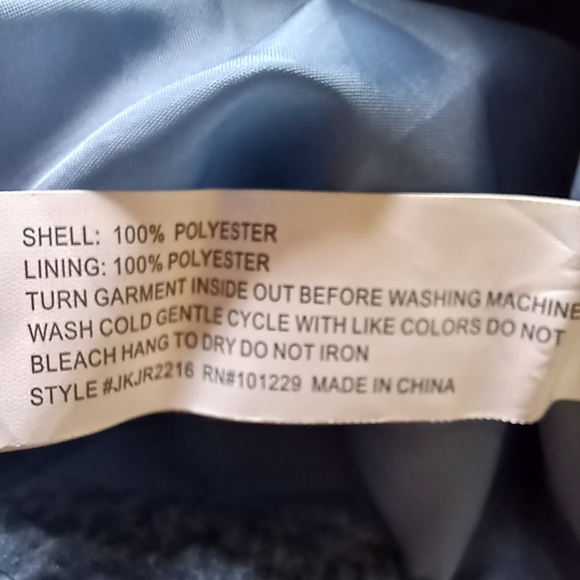 SHELL: 100% POLYESTER
LINING: 100% POLYESTER
TURN GARMENT INSIDE OUT BEFORE WASHING MACHINE
WASH COLD GENTLE CYCLE WITH LIKE COLORS DO NOT
BLEACH HANG TO DRY DO NOT IRON
STYLE #JKJR2216 RN#101229 MADE IN CHINA